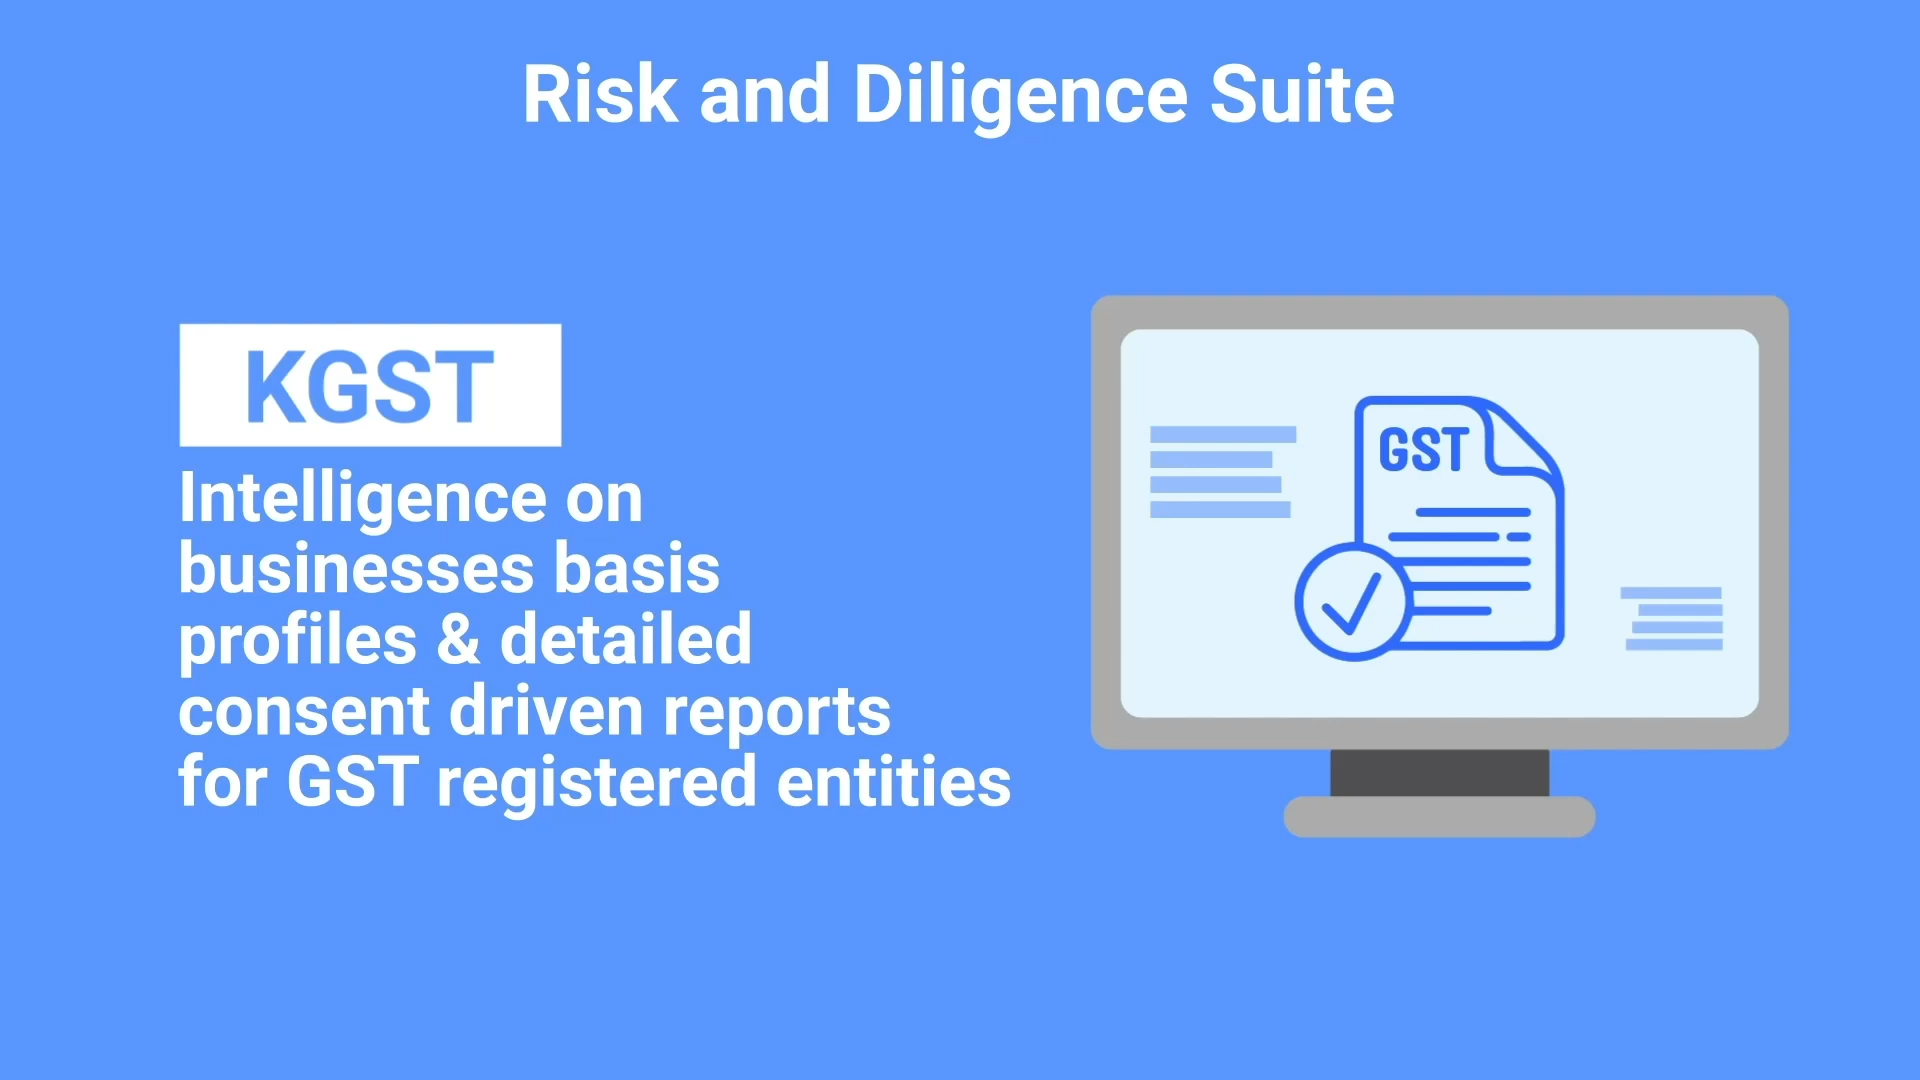 Risk and Diligence Suite
KGST
Intelligence on
businesses basis
profiles & detailed
consent driven reports
for GST registered entities
GST